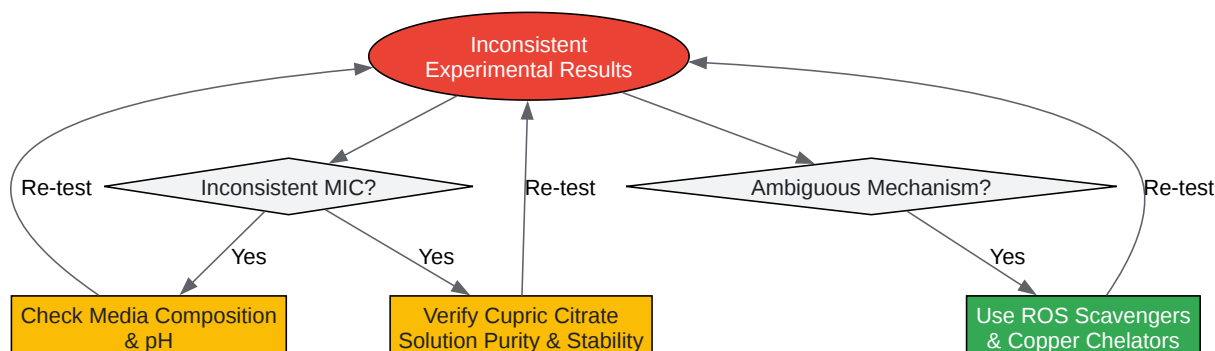 Inconsistent
Experimental Results
Re-test
Inconsistent MIC?
Re-test
Ambiguous Mechanism?
Re-test
Yes
Yes
Yes
Check Media Composition
& pH
Verify Cupric Citrate
Solution Purity & Stability
Use ROS Scavengers
& Copper Chelators